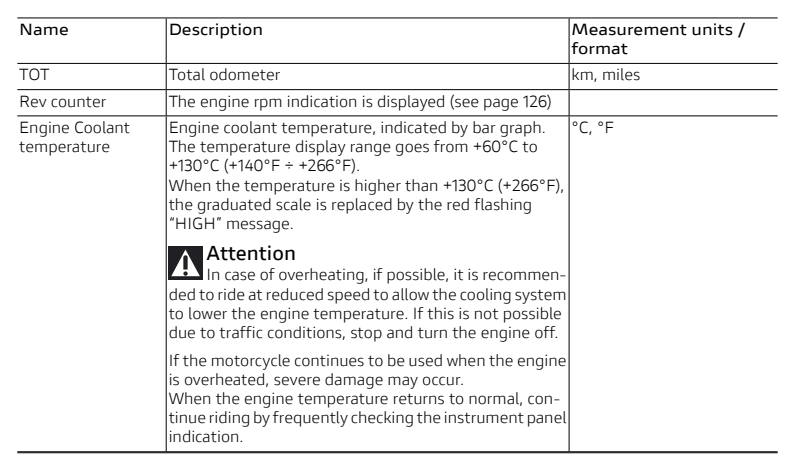 Name Description Measurement units /
format
TOT Total odometer km, miles
Rev counter The engine rpm indication is displayed (see page 126)
Engine Coolant
temperature
Engine coolant temperature, indicated by bar graph.
The temperature display range goes from +60°C to
+130°C (+140°F ÷ +266°F).
When the temperature is higher than +130°C (+266°F),
the graduated scale is replaced by the red flashing
“HIGH” message.
Attention
In case of overheating, if possible, it is recommen-
ded to ride at reduced speed to allow the cooling system
to lower the engine temperature. If this is not possible
due to traffic conditions, stop and turn the engine off.
If the motorcycle continues to be used when the engine
is overheated, severe damage may occur.
When the engine temperature returns to normal, con-
tinue riding by frequently checking the instrument panel
indication.
°C, °F